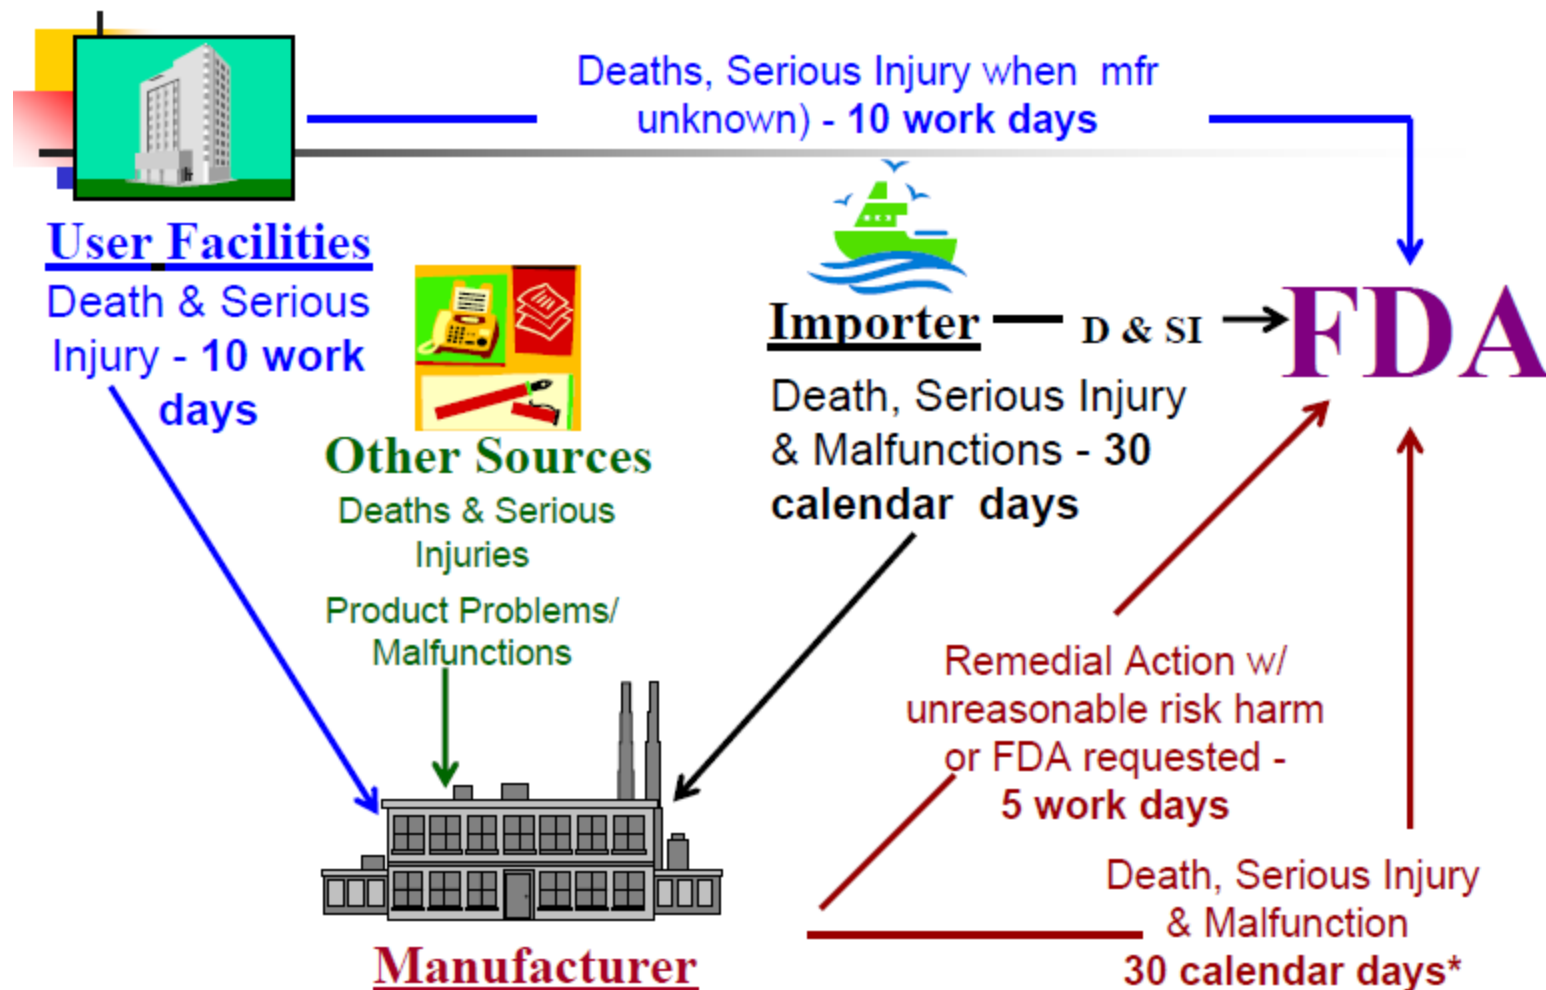 Deaths, Serious Injury when mfr
unknown) - 10 work days
User Facilities
Death & Serious
Injury - 10 work
days
Other Sources
Deaths & Serious
Injuries
Product Problems/
Malfunctions
Importer
D & SI
FDA
Death, Serious Injury
& Malfunctions - 30
calendar days
Remedial Action w/
unreasonable risk harm
or FDA requested -
5 work days
Death, Serious Injury
& Malfunction
30 calendar days*
Manufacturer